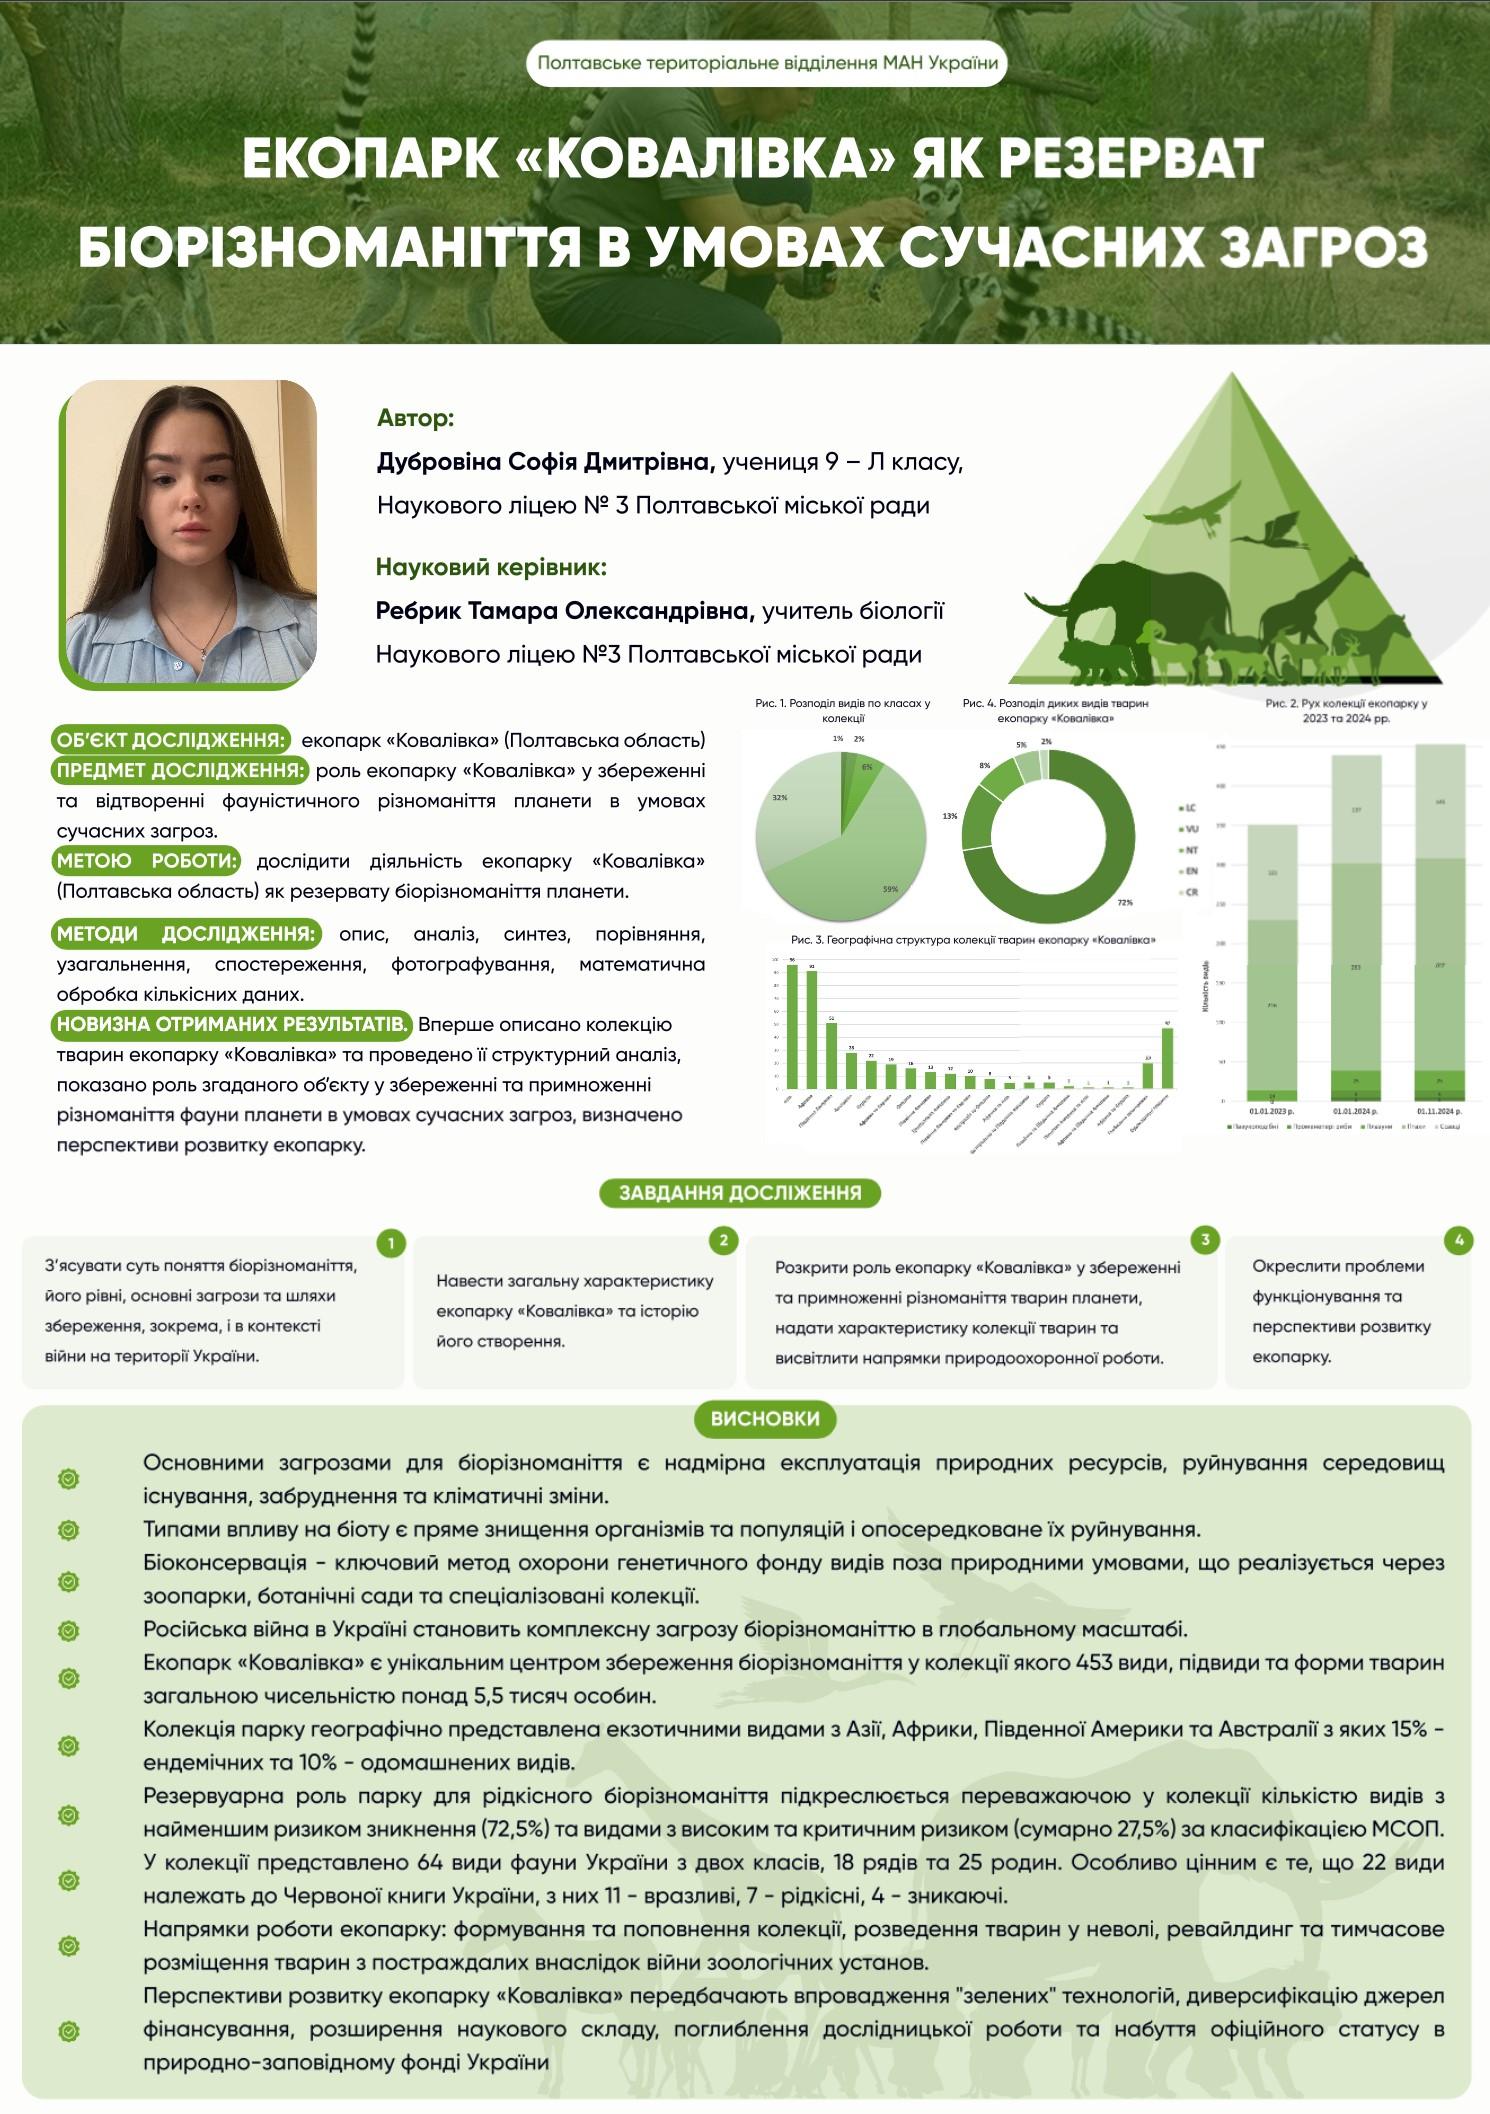 Полтавське територіальне відділення МАН України
ЕКОПАРК «КОВАЛІВКА» ЯК РЕЗЕРВАТ
БІОРІЗНОМАНІТТЯ В УМОВАХ СУЧАСНИХ ЗАГРОЗ
Автор:
Дубровіна Софія Дмитрівна, учениця 9 – Л класу,
Наукового ліцею № 3 Полтавської міської ради
Науковий керівник:
Ребрик Тамара Олександрівна, учитель біології
Наукового ліцею №3 Полтавської міської ради
ОБ’ЄКТ ДОСЛІДЖЕННЯ: екопарк «Ковалівка» (Полтавська область)
ПРЕДМЕТ ДОСЛІДЖЕННЯ: роль екопарку «Ковалівка» у збереженні
та відтворенні фауністичного різноманіття планети в умовах
сучасних загроз.
МЕТОЮ РОБОТИ: дослідити діяльність екопарку «Ковалівка»
(Полтавська область) як резервату біорізноманіття планети.
МЕТОДИ ДОСЛІДЖЕННЯ: опис, аналіз, синтез, порівняння,
узагальнення, спостереження, фотографування, математична
обробка кількісних даних.
НОВИЗНА ОТРИМАНИХ РЕЗУЛЬТАТІВ. Вперше описано колекцію
тварин екопарку «Ковалівка» та проведено її структурний аналіз,
показано роль згаданого об’єкту у збереженні та примноженні
різноманіття фауни планети в умовах сучасних загроз, визначено
перспективи розвитку екопарку.
Рис. 1. Розподіл видів по класах у
колекції
1% 2%
6%
32%
59%
Рис. 4. Розподіл диких видів тварин
екопарку «Ковалівка»
2%
5%
8%
13%
72%
LC
VU
NT
EN
CR
Рис. 2. Рух колекції екопарку у
2023 та 2024 рр.
Кількість видів
01.01.2023 р. 01.01.2024 р. 01.11.2024 р.
Павукоподібні Променепері риби Плазуни Птахи Ссавці
Рис. 3. Географічна структура колекції тварин екопарку «Ковалівка»
96 91 51 28 22 19 16 13 12 10
20 47
ЗАВДАННЯ ДОСЛІЖЕННЯ
1
З’ясувати суть поняття біорізноманіття,
його рівні, основні загрози та шляхи
збереження, зокрема, і в контексті
війни на території України.
2
Навести загальну характеристику
екопарку «Ковалівка» та історію
його створення.
3
Розкрити роль екопарку «Ковалівка» у збереженні
та примноженні різноманіття тварин планети,
надати характеристику колекції тварин та
висвітлити напрямки природоохоронної роботи.
4
Окреслити проблеми
функціонування та
перспективи розвитку
екопарку.
ВИСНОВКИ
Основними загрозами для біорізноманіття є надмірна експлуатація природних ресурсів, руйнування середовищ
існування, забруднення та кліматичні зміни.
Типами впливу на біоту є пряме знищення організмів та популяцій і опосередковане їх руйнування.
Біоконсервація - ключовий метод охорони генетичного фонду видів поза природними умовами, що реалізується через
зоопарки, ботанічні сади та спеціалізовані колекції.
Російська війна в Україні становить комплексну загрозу біорізноманіттю в глобальному масштабі.
Екопарк «Ковалівка» є унікальним центром збереження біорізноманіття у колекції якого 453 види, підвиди та форми тварин
загальною чисельністю понад 5,5 тисяч особин.
Колекція парку географічно представлена екзотичними видами з Азії, Африки, Південної Америки та Австралії з яких 15% -
ендемічних та 10% - одомашнених видів.
Резервуарна роль парку для рідкісного біорізноманіття підкреслюється переважаючою у колекції кількістю видів з
найменшим ризиком зникнення (72,5%) та видами з високим та критичним ризиком (сумарно 27,5%) за класифікацією МСОП.
У колекції представлено 64 види фауни України з двох класів, 18 рядів та 25 родин. Особливо цінним є те, що 22 види
належать до Червоної книги України, з них 11 - вразливі, 7 - рідкісні, 4 - зникаючі.
Напрямки роботи екопарку: формування та поповнення колекції, розведення тварин у неволі, ревайлдинг та тимчасове
розміщення тварин з постраждалих внаслідок війни зоологічних установ.
Перспективи розвитку екопарку «Ковалівка» передбачають впровадження "зелених" технологій, диверсифікацію джерел
фінансування, розширення наукового складу, поглиблення дослідницької роботи та набуття офіційного статусу в
природно-заповідному фонді України